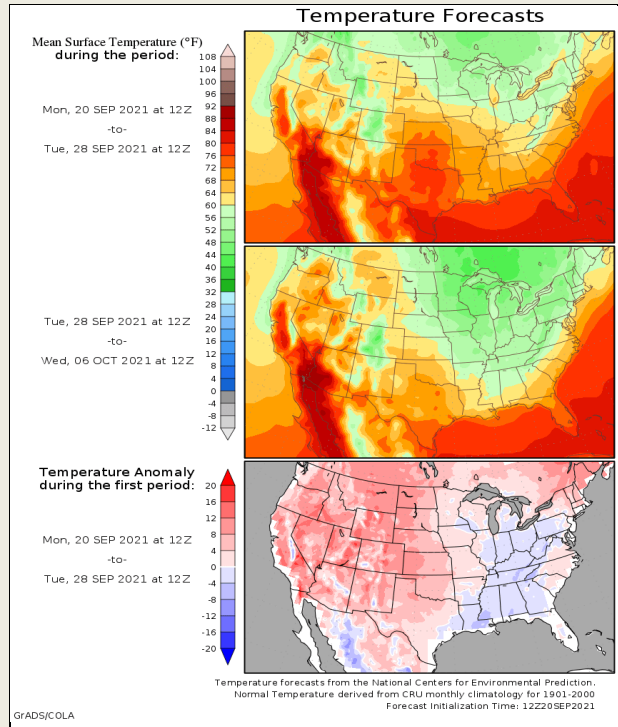 Temperature Forecasts
Mean Surface Temperature (°F)
during the period:
108
104
100
96
92
88
84
80
76
72
68
64
60
56
52
48
44
40
36
32
28
24
20
16
12
8
4
0
-4
-8
-12
Mon, 20 SEP 2021 at 12Z
-to-
Tue, 28 SEP 2021 at 12Z
Tue, 28 SEP 2021 at 12Z
-to-
Wed, 06 OCT 2021 at 12Z
Temperature Anomaly
during the first period:
20
16
12
8
4
0
-4
-8
-12
-16
-20
Mon, 20 SEP 2021 at 12Z
-to-
Tue, 28 SEP 2021 at 12Z
Temperature forecasts from the National Centers for Environmental Prediction.
Normal Temperature derived from CRU monthly climatology for 1901-2000
Forecast Initialization Time: 12Z20SEP2021
GrADS/COLA